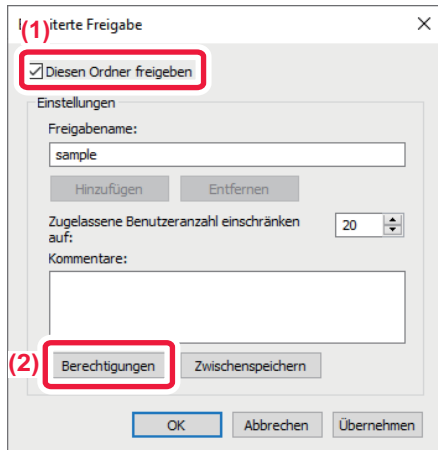 (1)
iterte Freigabe
Diesen Ordner freigeben
Einstellungen
Freigabename:
sample
Hinzufügen Entfernen
Zugelassene Benutzeranzahl einschränken
auf:
20
Kommentare:
(2)
Berechtigungen Zwischenspeichern
OK Abbrechen Übernehmen